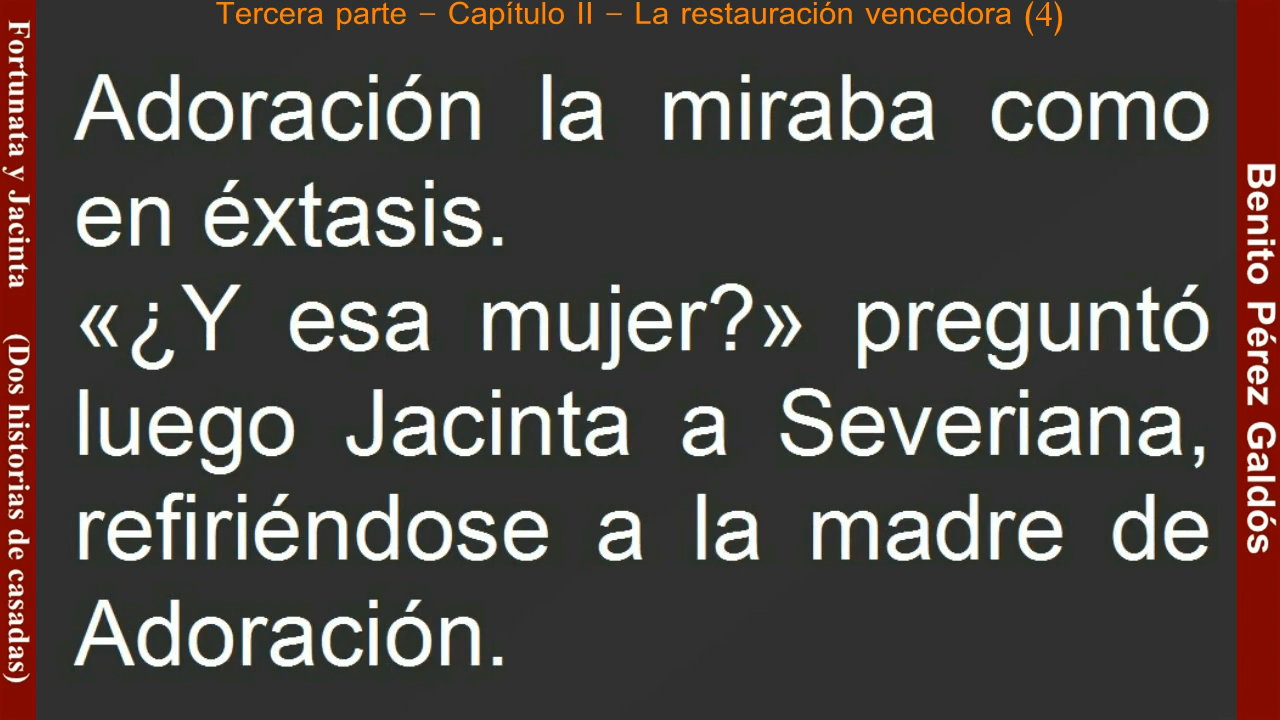 Tercera parte – Capítulo II – La restauración vencedora (4)
Fortunata y Jacinta (Dos historias de casadas)
Adoración la miraba como
en éxtasis.
«¿Y esa mujer?» preguntó
luego Jacinta a Severiana,
refiriéndose a la madre de
Adoración.
Benito Pérez Galdós